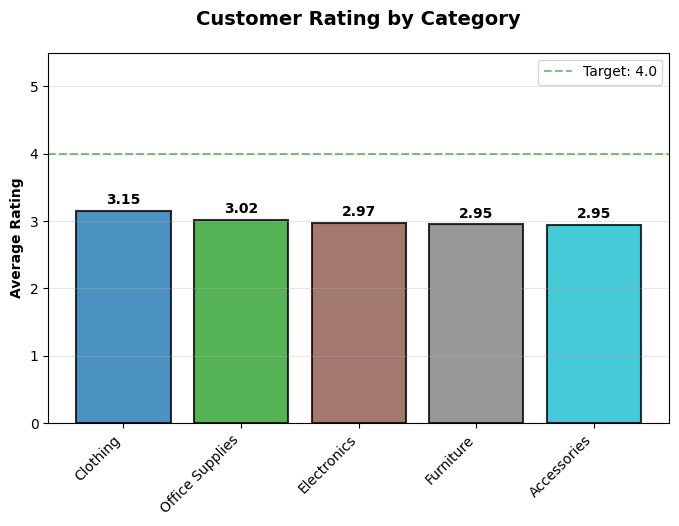 Customer Rating by Category
Target: 4.0
Average Rating
5
4
3
2
1
0
3.15
3.02
2.97
2.95
2.95
Clothing
Office Supplies
Electronics
Furniture
Accessories